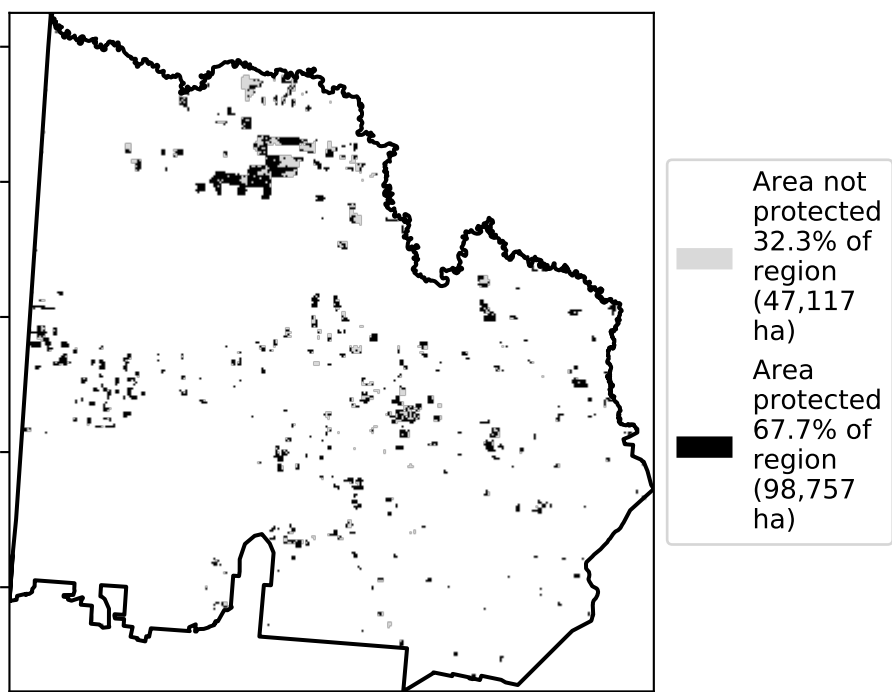 Area not
protected
32.3% of
region
(47,117
ha)
Area
protected
67.7% of
region
(98,757
ha)